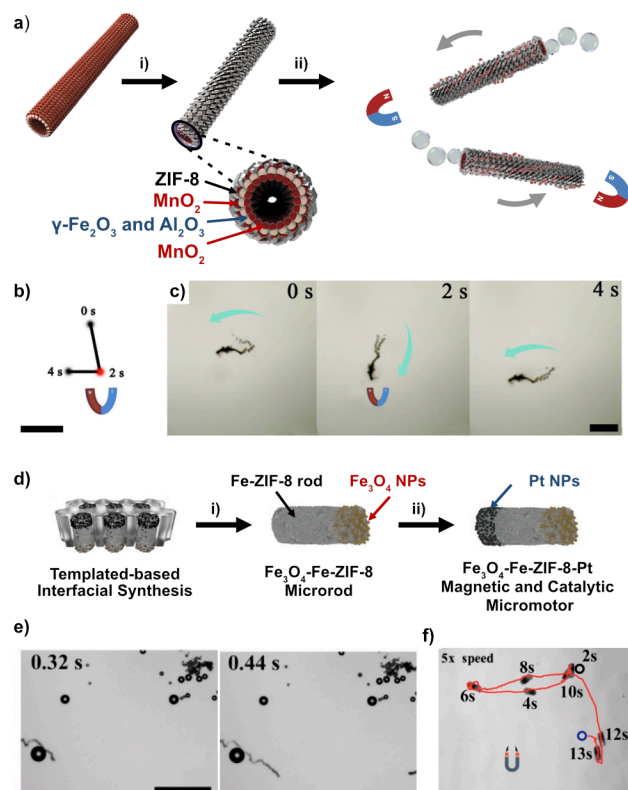 a)
i)
ii)
N
S
S
N
ZIF-8
MnO₂
γ-Fe₂O₃ and Al₂O₃
MnO₂
b)
0 s
4 s
2 s
c)
0 s
2 s
4 s
d)
i)
ii)
Fe-ZIF-8 rod
Fe₃O₄ NPs
Pt NPs
Templated-based
Interfacial Synthesis
Fe₃O₄-Fe-ZIF-8
Microrod
Fe₃O₄-Fe-ZIF-8-Pt
Magnetic and Catalytic
Micromotor
e)
0.32 s
0.44 s
f)
5x speed
2s
8s
6s
4s
10s
12s
13s